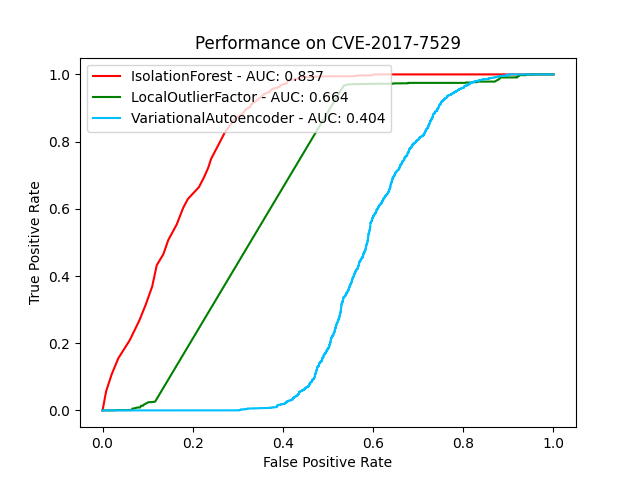 Performance on CVE-2017-7529
IsolationForest - AUC: 0.837
LocalOutlierFactor - AUC: 0.664
VariationalAutoencoder - AUC: 0.404
1.0
0.8
0.6
0.4
0.2
0.0
True Positive Rate
0.0 0.2 0.4 0.6 0.8 1.0
False Positive Rate